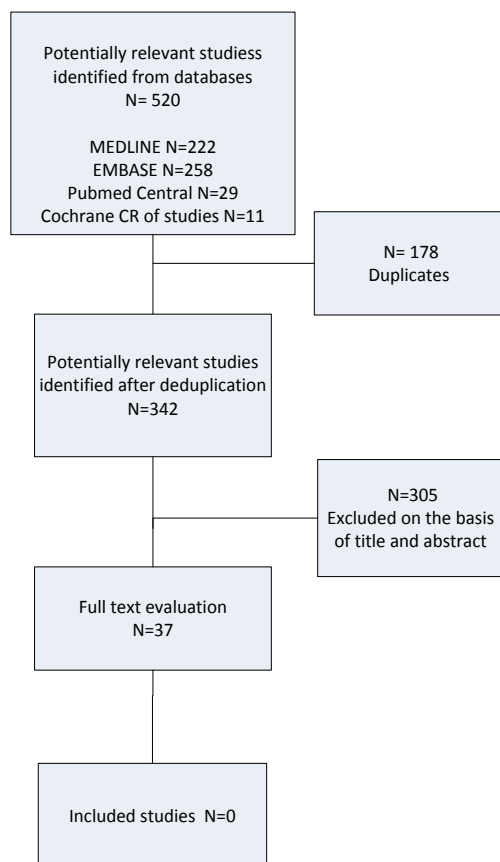 Potentially relevant studiess
identified from databases
N= 520
MEDLINE N=222
EMBASE N=258
Pubmed Central N=29
Cochrane CR of studies N=11
N= 178
Duplicates
Potentially relevant studies
identified after deduplication
N=342
N=305
Excluded on the basis
of title and abstract
Full text evaluation
N=37
Included studies N=0